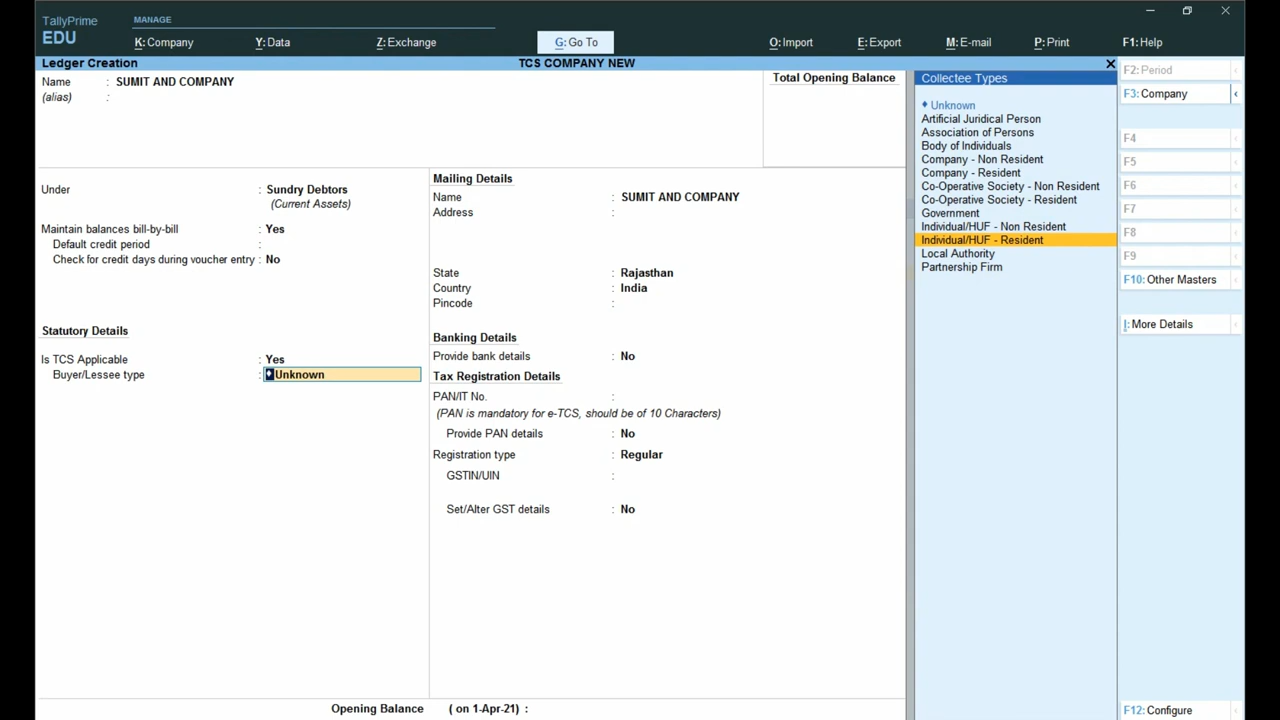 TallyPrime
EDU
MANAGE
K: Company
Y: Data
Z: Exchange
G: Go To
O: Import
E: Export
M: E-mail
P: Print
F1: Help
Ledger Creation
TCS COMPANY NEW
Name : SUMIT AND COMPANY
(alias) :
Total Opening Balance
Under : Sundry Debtors
(Current Assets)
Maintain balances bill-by-bill : Yes
Default credit period :
Check for credit days during voucher entry : No
Statutory Details
Is TCS Applicable : Yes
Buyer/Lessee type : ♦ Unknown
Mailing Details
Name : SUMIT AND COMPANY
Address :
State : Rajasthan
Country : India
Pincode :
Banking Details
Provide bank details : No
Tax Registration Details
PAN/IT No. :
(PAN is mandatory for e-TCS, should be of 10 Characters)
Provide PAN details : No
Registration type : Regular
GSTIN/UIN :
Set/Alter GST details : No
Opening Balance ( on 1-Apr-21) :
Collectee Types
♦ Unknown
Artificial Juridical Person
Association of Persons
Body of Individuals
Company - Non Resident
Company - Resident
Co-Operative Society - Non Resident
Co-Operative Society - Resident
Government
Individual/HUF - Non Resident
Individual/HUF - Resident
Local Authority
Partnership Firm
F2: Period
F3: Company
F4
F5
F6
F7
F8
F9
F10: Other Masters
I: More Details
F12: Configure